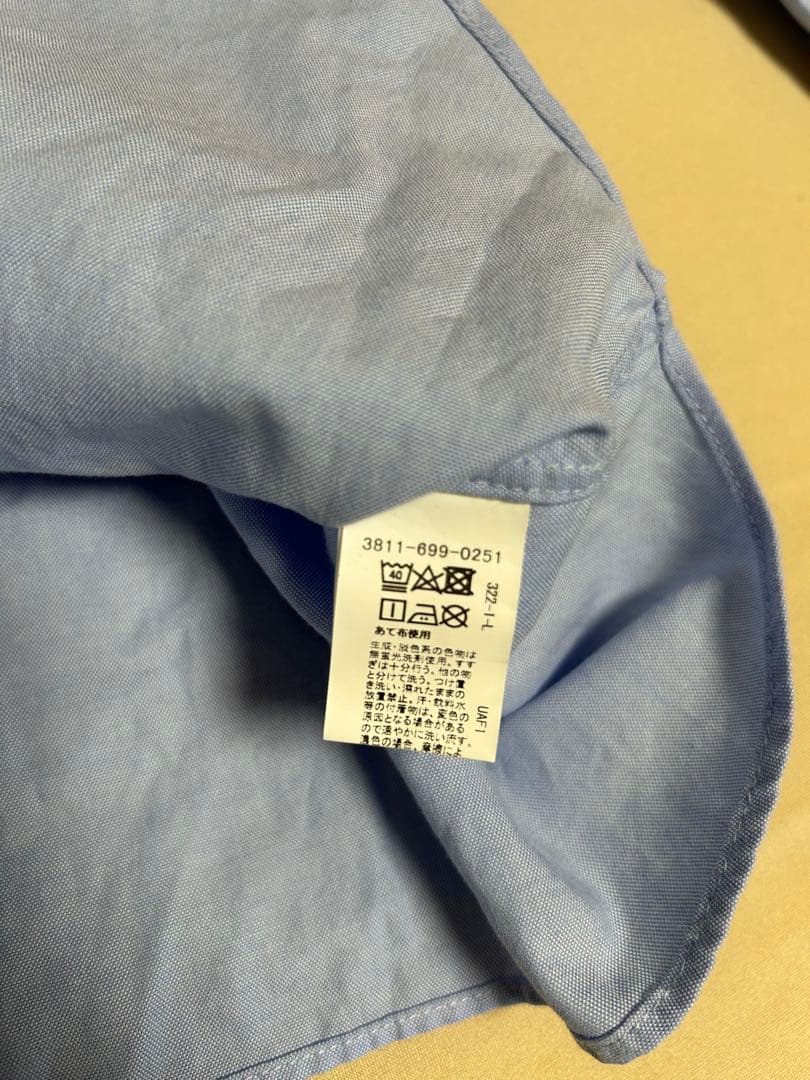 3811-699-0251
40
あて布使用
生成・淡色系の色物は
無蛍光洗剤使用。すす
ぎは十分行う。他の物
と分けて洗う。つけ置
き洗い・濡れたままの
放置禁止。汗・飲料水
等の付着物は、変色の
原因となる場合がある
ので速やかに洗い流す。
濃色の場合、摩擦によ
322-I-L
UAF1